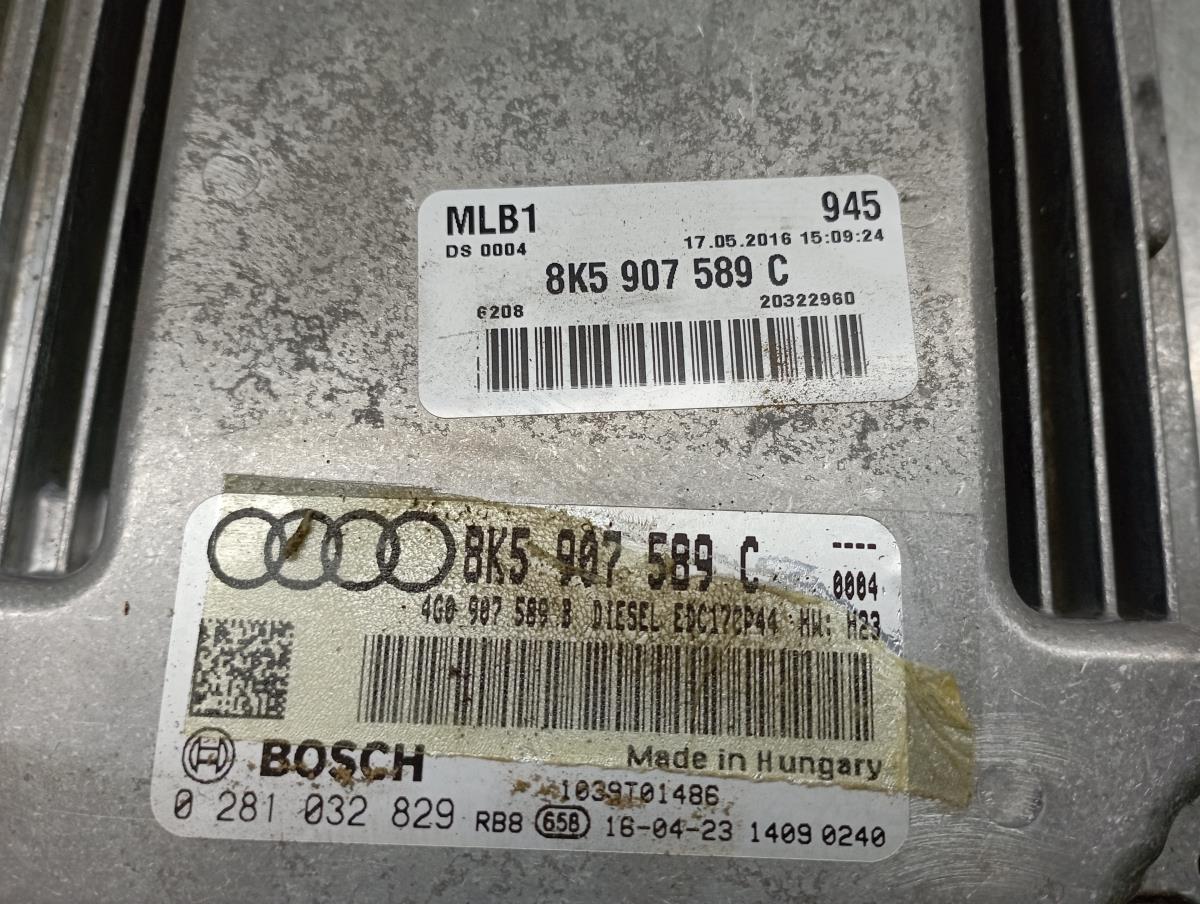 MLB1 945
DS 0004 17.05.2016 15:09:24
8K5 907 589 C
6208 20322960
8K5 907 589 C ----
0004
4G0 907 589 B DIESEL EDC17CP44 HW: H23
BOSCH Made in Hungary
1039T01486
0 281 032 829 RB8 658 16-04-23 1409 0240